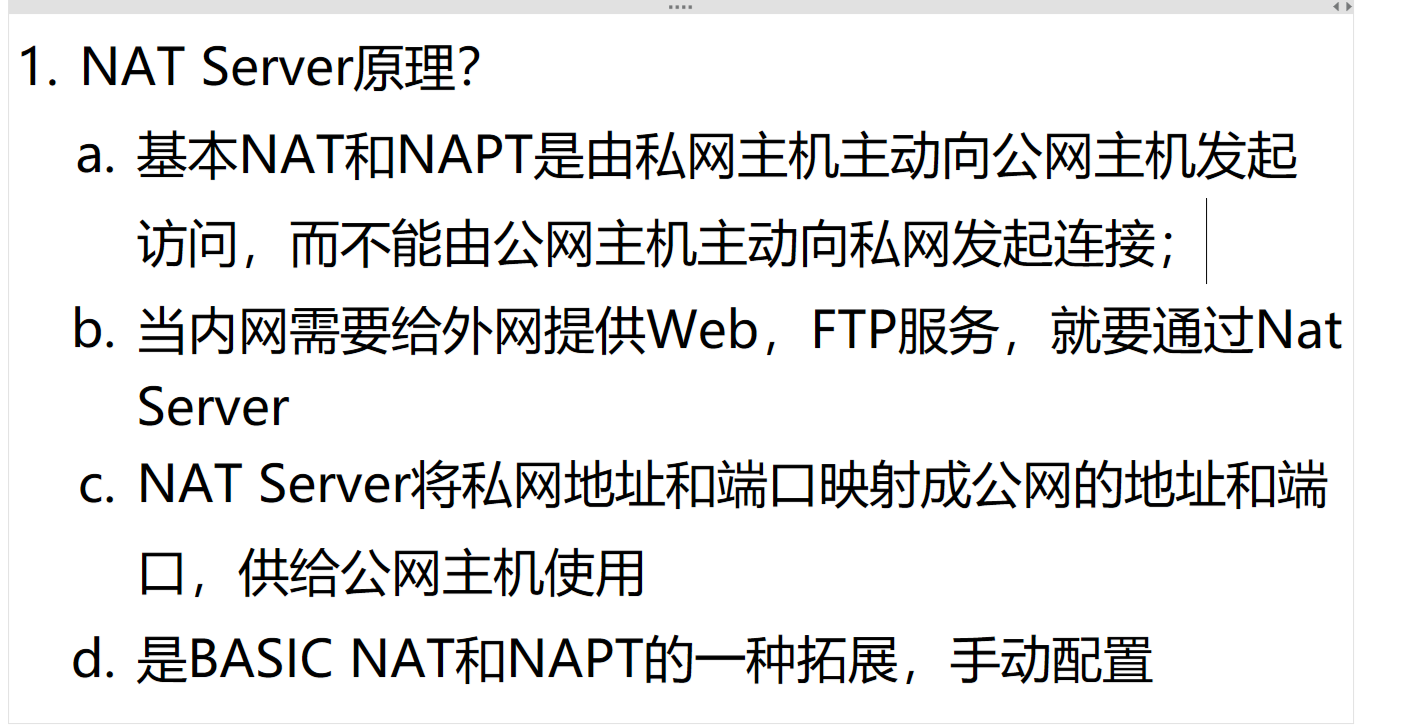 1. NAT Server原理？
a. 基本NAT和NAPT是由私网主机主动向公网主机发起
访问，而不能由公网主机主动向私网发起连接；
b. 当内网需要给外网提供Web，FTP服务，就要通过Nat
Server
c. NAT Server将私网地址和端口映射成公网的地址和端
口，供给公网主机使用
d. 是BASIC NAT和NAPT的一种拓展，手动配置